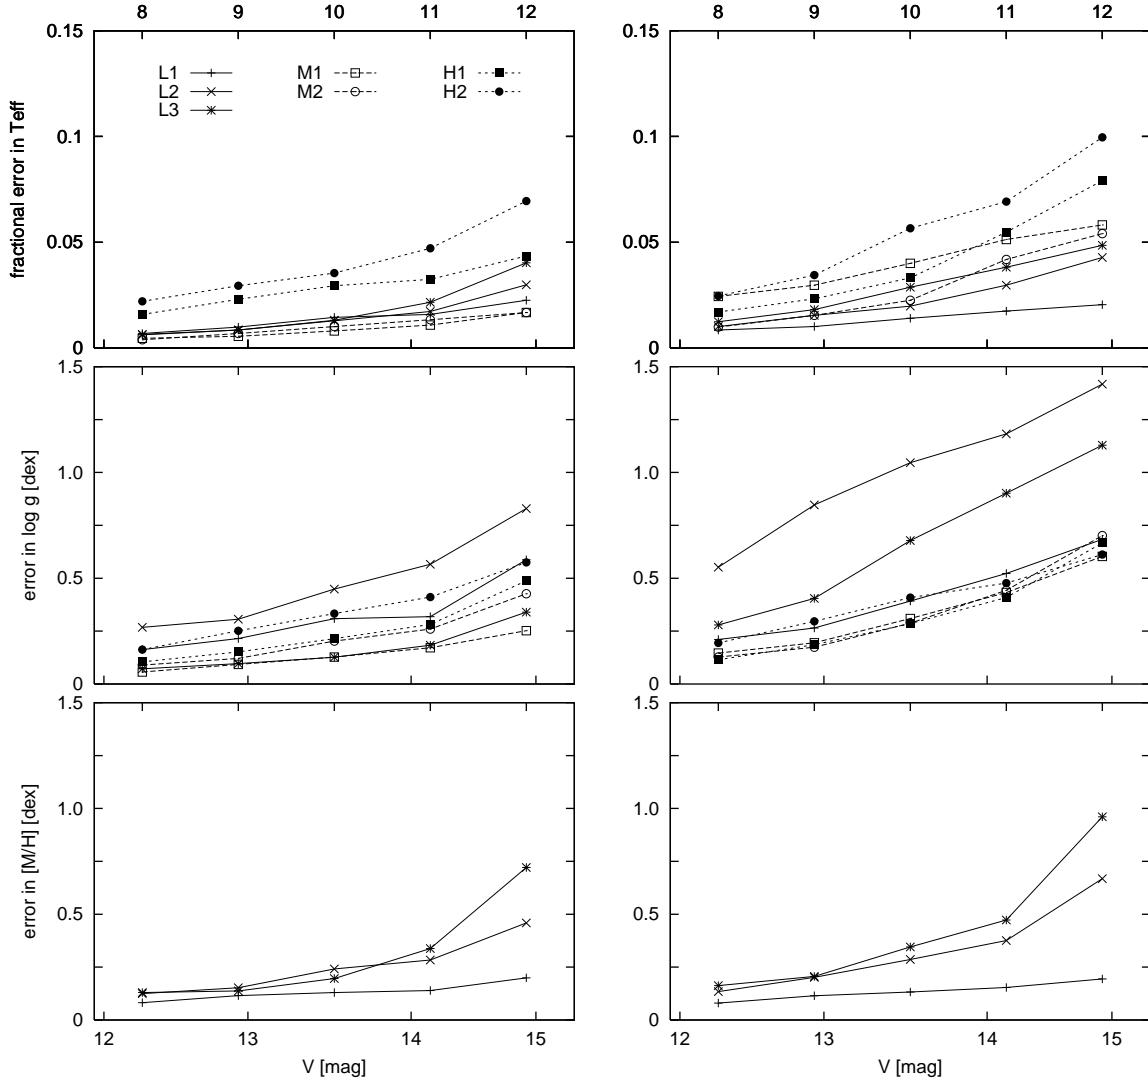 8 9 10 11 12
8 9 10 11 12
0.15
0.1
0.05
0
fractional error in Teff
L1 M1 H1
L2 M2 H2
L3
0.15
0.1
0.05
0
1.5
1.0
0.5
0
error in log g [dex]
1.5
1.0
0.5
0
1.5
1.0
0.5
0
error in [M/H] [dex]
1.5
1.0
0.5
0
12 13 14 15
12 13 14 15
V [mag]
V [mag]